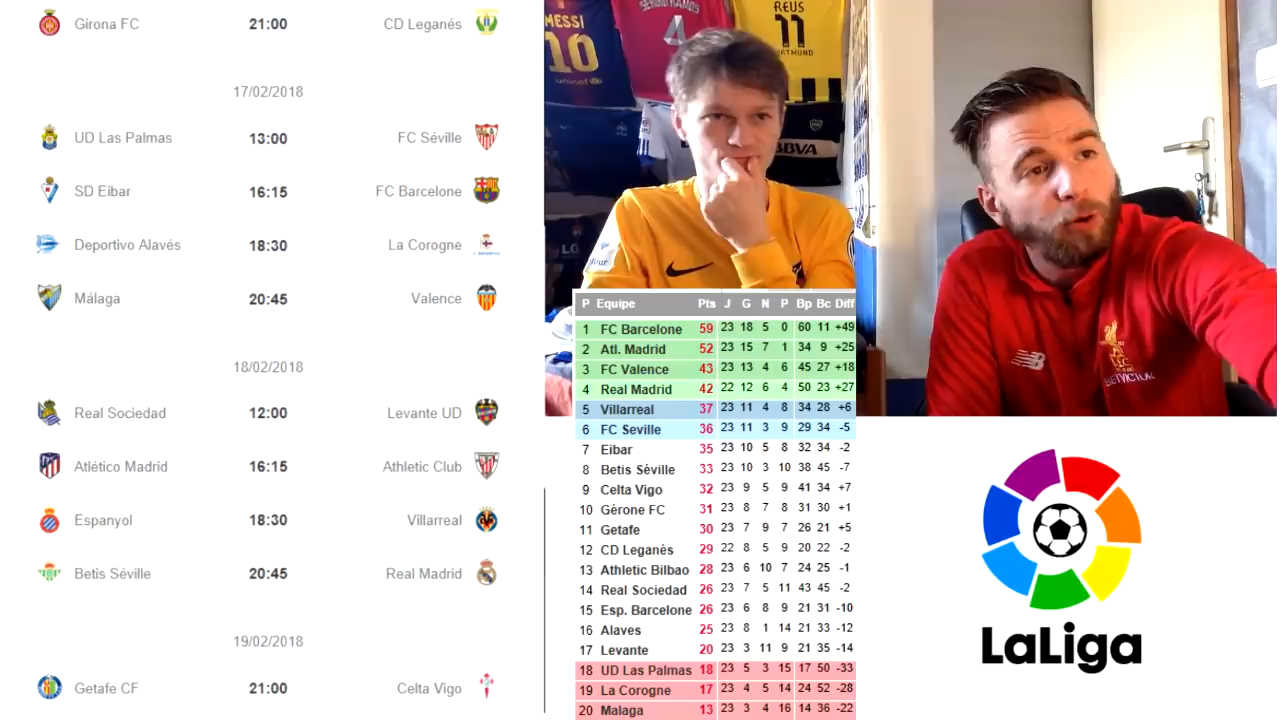 Girona FC 21:00 CD Leganés
17/02/2018
UD Las Palmas 13:00 FC Séville
SD Eibar 16:15 FC Barcelone
Deportivo Alavés 18:30 La Corogne
Málaga 20:45 Valence
18/02/2018
Real Sociedad 12:00 Levante UD
Atlético Madrid 16:15 Athletic Club
Espanyol 18:30 Villarreal
Betis Séville 20:45 Real Madrid
19/02/2018
Getafe CF 21:00 Celta Vigo
MESSI
10
unicef
SERGIO RAMOS
4
REUS
11
BBVA
LG
BETVICTOR
P Equipe Pts J G N P Bp Bc Diff
1 FC Barcelone 59 23 18 5 0 60 11 +49
2 Atl. Madrid 52 23 15 7 1 34 9 +25
3 FC Valence 43 23 13 4 6 45 27 +18
4 Real Madrid 42 22 12 6 4 50 23 +27
5 Villarreal 37 23 11 4 8 34 28 +6
6 FC Seville 36 23 11 3 9 29 34 -5
7 Eibar 35 23 10 5 8 32 34 -2
8 Betis Séville 33 23 10 3 10 38 45 -7
9 Celta Vigo 32 23 9 5 9 41 34 +7
10 Gérone FC 31 23 8 7 8 31 30 +1
11 Getafe 30 23 7 9 7 26 21 +5
12 CD Leganés 29 22 8 5 9 20 22 -2
13 Athletic Bilbao 28 23 6 10 7 24 25 -1
14 Real Sociedad 26 23 7 5 11 43 45 -2
15 Esp. Barcelone 26 23 6 8 9 21 31 -10
16 Alaves 25 23 8 1 14 21 33 -12
17 Levante 20 23 3 11 9 21 35 -14
18 UD Las Palmas 18 23 5 3 15 17 50 -33
19 La Corogne 17 23 4 5 14 24 52 -28
20 Malaga 13 23 3 4 16 14 36 -22
LaLiga